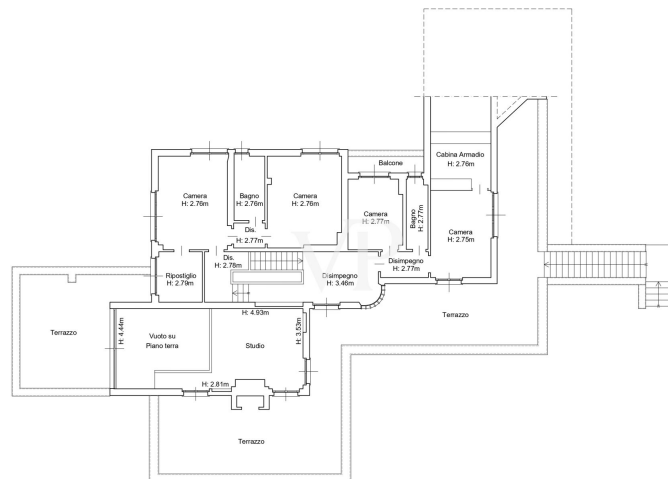 Balcone
Cabina Armadio
H: 2.76m
Camera
H: 2.76m
Bagno
H: 2.76m
Camera
H: 2.76m
Camera
H: 2.77m
Bagno
H: 2.77m
Camera
H: 2.75m
Dis.
H: 2.77m
Dis.
H: 2.78m
Disimpegno
H: 2.77m
Ripostiglio
H: 2.79m
Disimpegno
H: 3.46m
VP
H: 4.93m
Terrazzo
Terrazzo
H: 4.44m
Vuoto su
Piano terra
Studio
H: 3.53m
H: 2.81m
Terrazzo